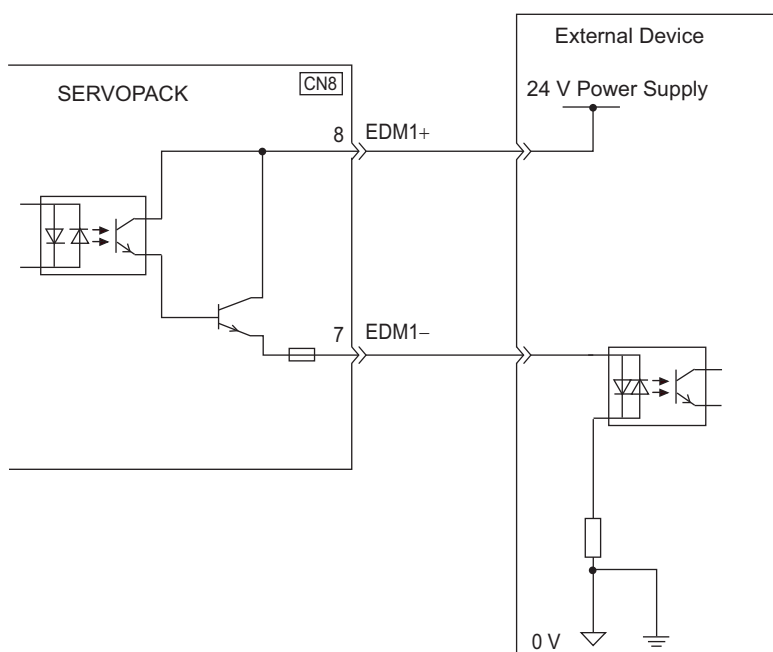 External Device
CN8
SERVOPACK
24 V Power Supply
8 EDM1+
7 EDM1−
0 V